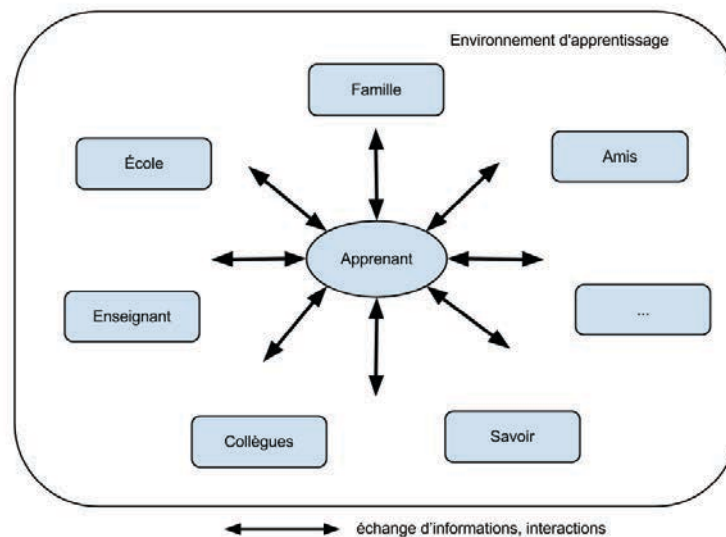 Environnement d'apprentissage
Famille
École
Amis
Apprenant
Enseignant
...
Collègues
Savoir
échange d'informations, interactions